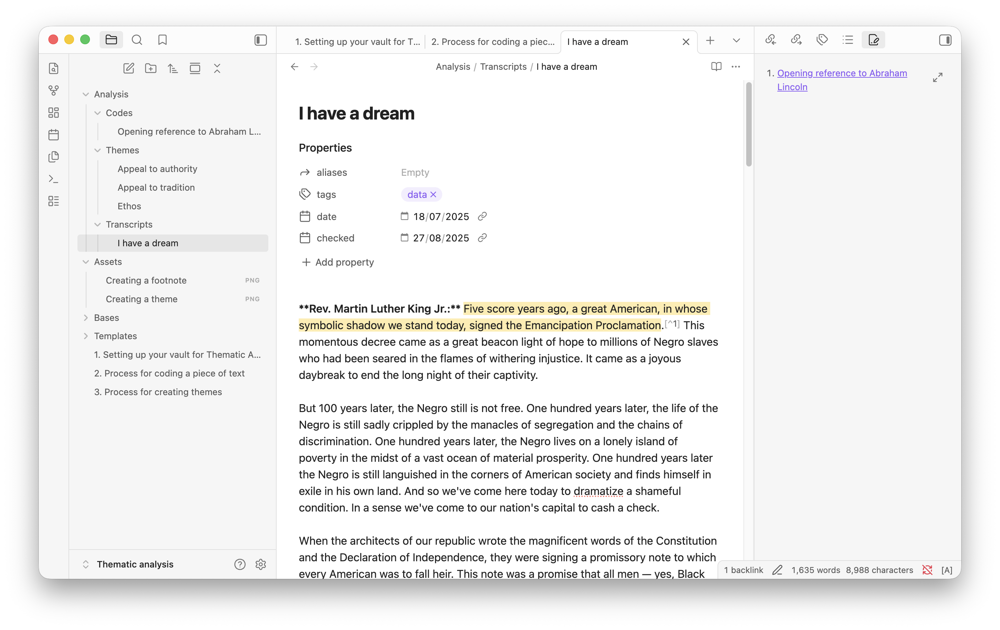 1. Setting up your vault for T...
2. Process for coding a piec...
I have a dream
Analysis / Transcripts / I have a dream
Analysis
Codes
Opening reference to Abraham L...
Themes
Appeal to authority
Appeal to tradition
Ethos
Transcripts
I have a dream
Assets
Creating a footnote PNG
Creating a theme PNG
Bases
Templates
1. Setting up your vault for Thematic A...
2. Process for coding a piece of text
3. Process for creating themes
Thematic analysis
I have a dream
Properties
aliases Empty
tags data
date 18/07/2025
checked 27/08/2025
Add property
**Rev. Martin Luther King Jr.:** Five score years ago, a great American, in whose
symbolic shadow we stand today, signed the Emancipation Proclamation.[^1] This
momentous decree came as a great beacon light of hope to millions of Negro slaves
who had been seared in the flames of withering injustice. It came as a joyous
daybreak to end the long night of their captivity.
But 100 years later, the Negro still is not free. One hundred years later, the life of the
Negro is still sadly crippled by the manacles of segregation and the chains of
discrimination. One hundred years later, the Negro lives on a lonely island of
poverty in the midst of a vast ocean of material prosperity. One hundred years later
the Negro is still languished in the corners of American society and finds himself in
exile in his own land. And so we've come here today to dramatize a shameful
condition. In a sense we've come to our nation's capital to cash a check.
When the architects of our republic wrote the magnificent words of the Constitution
and the Declaration of Independence, they were signing a promissory note to which
every American was to fall heir. This note was a promise that all men — yes, Black
1. Opening reference to Abraham
Lincoln
1 backlink 1,635 words 8,988 characters [A]